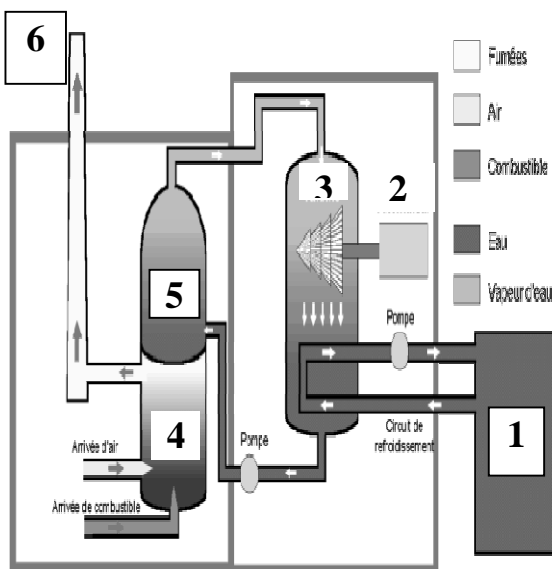 6
Fumées
Air
3
2
Combustible
Eau
5
Vapeur d'eau
Pompe
4
1
Arrivée d'air
Pompe
Circuit de
refroidissement
Arrivée de combustible